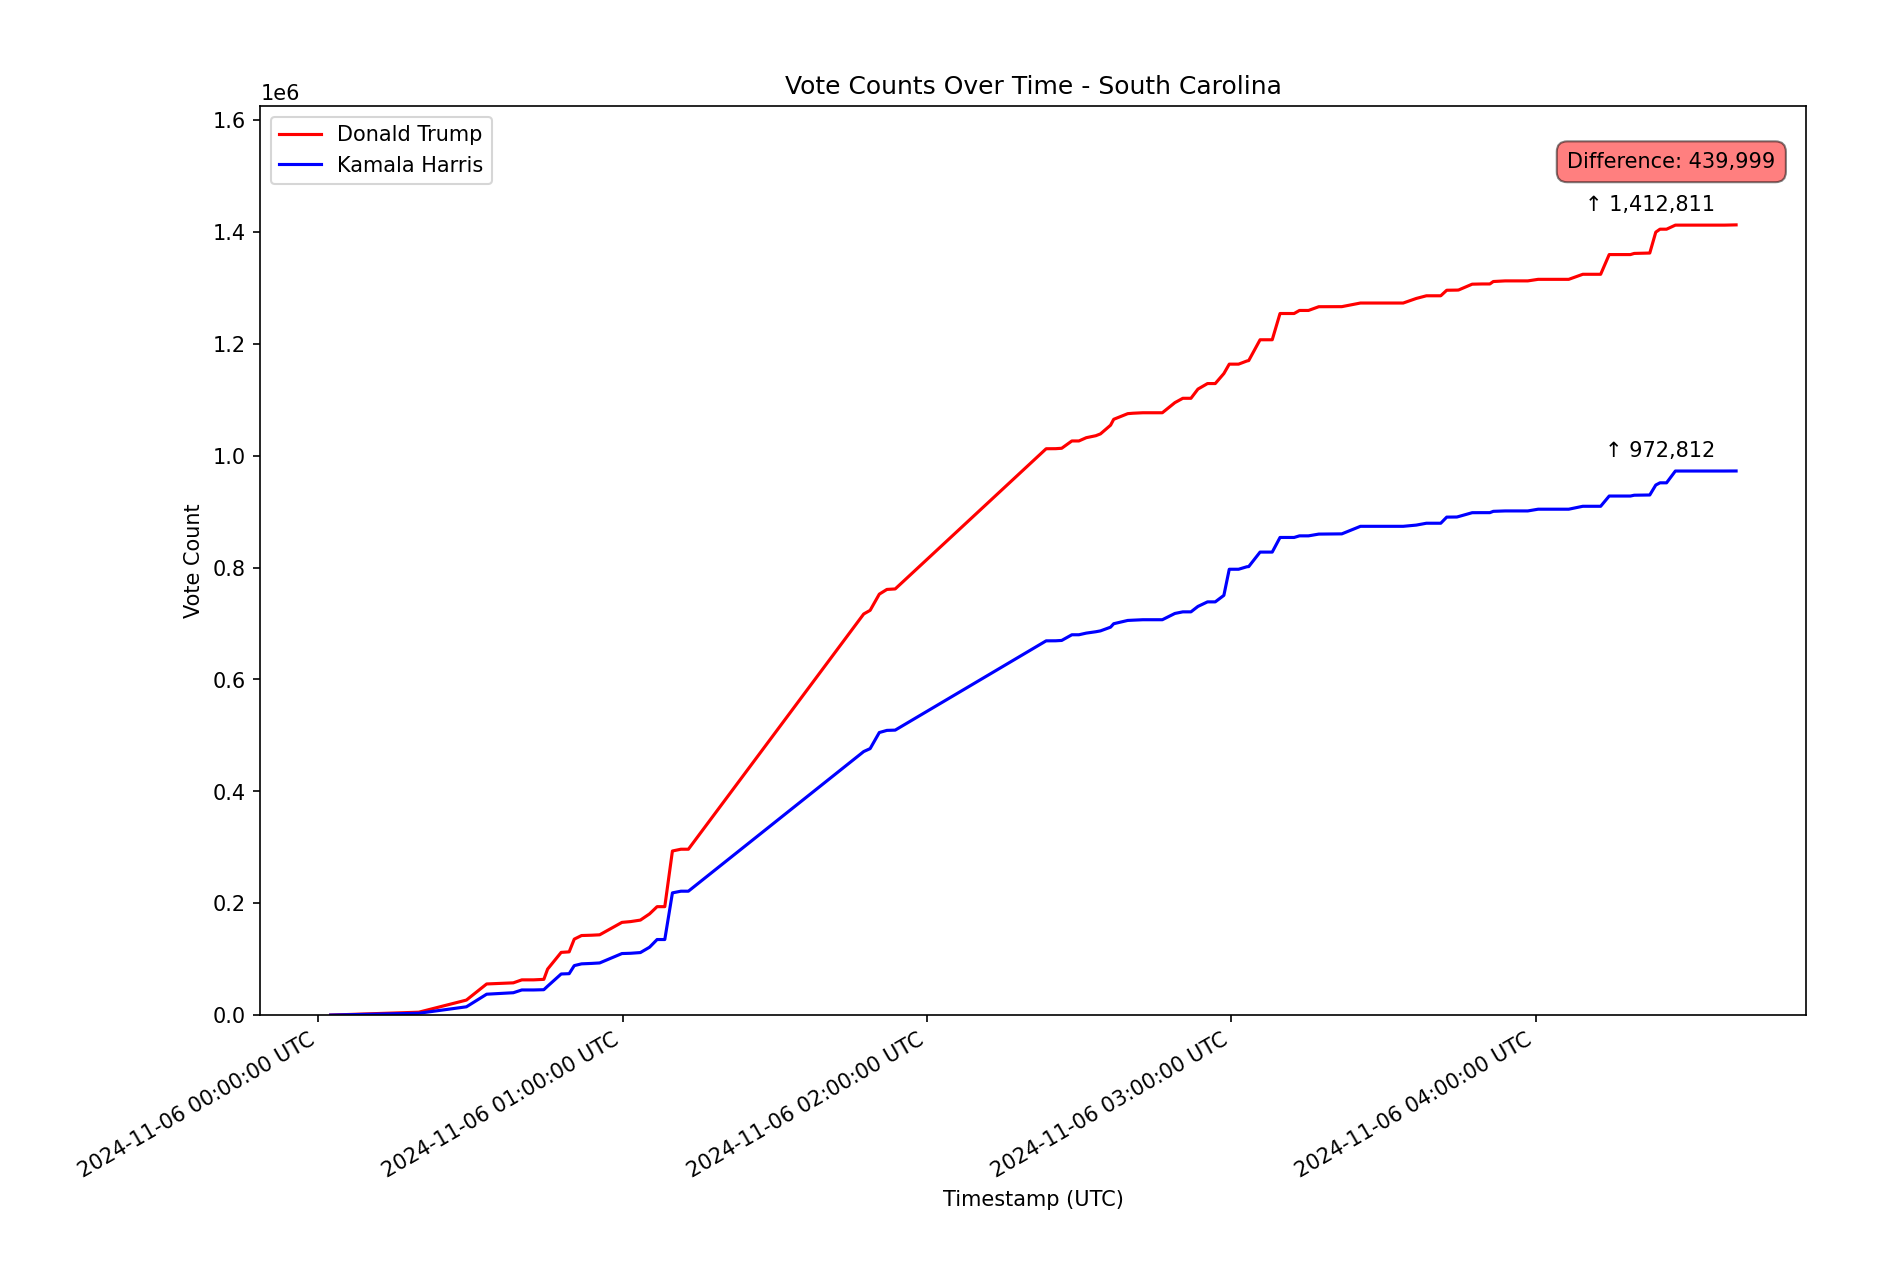 Vote Counts Over Time - South Carolina
1e6
1.6
1.4
1.2
1.0
0.8
0.6
0.4
0.2
0.0
Vote Count
Donald Trump
Kamala Harris
Difference: 439,999
↑ 1,412,811
↑ 972,812
2024-11-06 00:00:00 UTC
2024-11-06 01:00:00 UTC
2024-11-06 02:00:00 UTC
2024-11-06 03:00:00 UTC
2024-11-06 04:00:00 UTC
Timestamp (UTC)